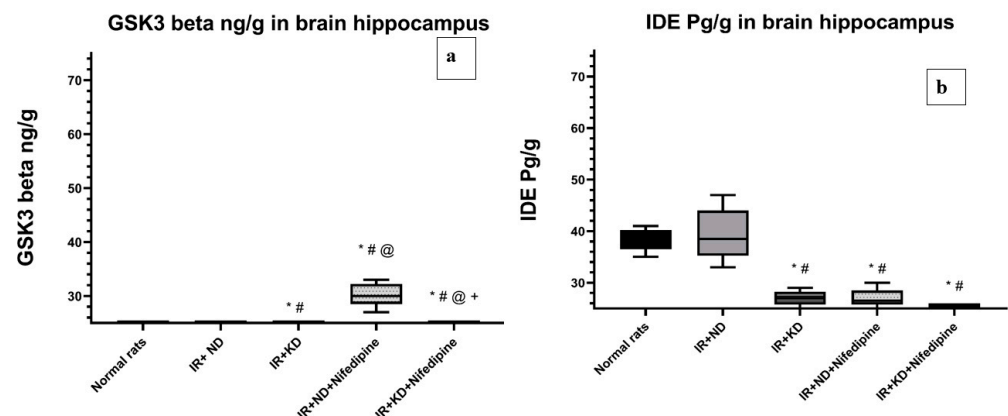 GSK3 beta ng/g in brain hippocampus
a
GSK3 beta ng/g
70
60
50
40
30
* #
* # @
* # @ +
Normal rats
IR+ ND
IR+KD
IR+ND+Nifedipine
IR+KD+Nifedipine
IDE Pg/g in brain hippocampus
b
IDE Pg/g
70
60
50
40
30
* #
* #
* #
Normal rats
IR+ND
IR+KD
IR+ND+Nifedipine
IR+KD+Nifedipine